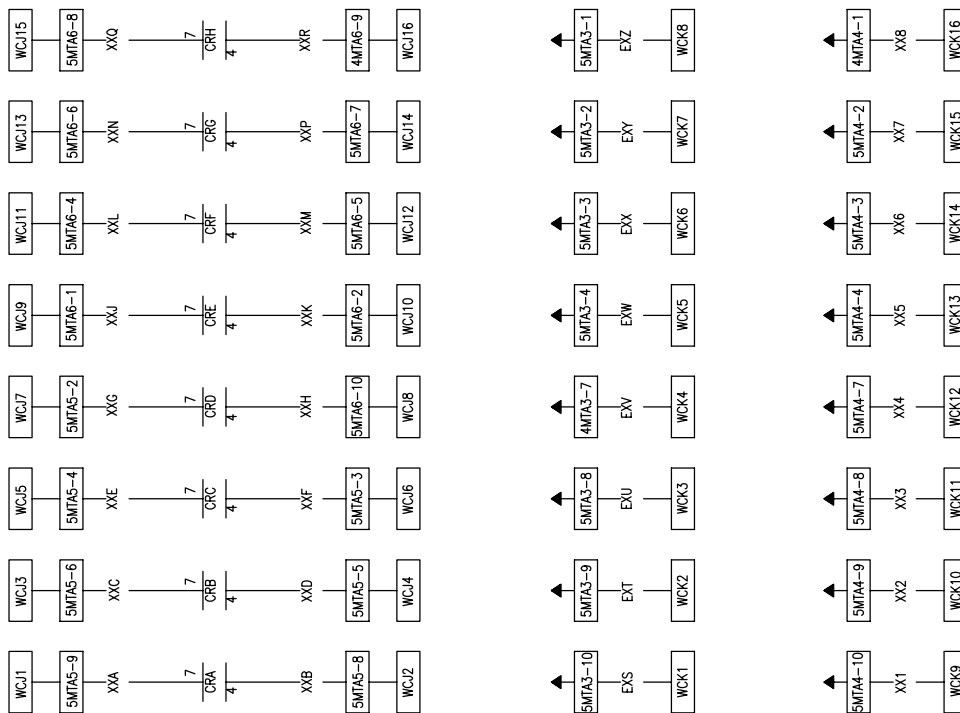 WCJ1 WCJ3 WCJ5 WCJ7 WCJ9 WCJ11 WCJ13 WCJ15
5MTA5-9 5MTA5-6 5MTA5-4 5MTA5-2 5MTA6-1 5MTA6-4 5MTA6-6 5MTA6-8
XXA XXC XXE XXG XXJ XXL XXN XXQ
7 7 7 7 7 7 7 7
CRA CRB CRC CRD CRE CRF CRG CRH
4 4 4 4 4 4 4 4
XXB XXD XXF XXH XXK XXM XXP XXR
5MTA5-8 5MTA5-5 5MTA5-3 5MTA6-10 5MTA6-2 5MTA6-5 5MTA6-7 4MTA6-9
WCJ2 WCJ4 WCJ6 WCJ8 WCJ10 WCJ12 WCJ14 WCJ16
5MTA3-10 5MTA3-9 5MTA3-8 4MTA3-7 5MTA3-4 5MTA3-3 5MTA3-2 5MTA3-1
EXS EXT EXU EXV EXW EXX EXY EXZ
WCK1 WCK2 WCK3 WCK4 WCK5 WCK6 WCK7 WCK8
5MTA4-10 5MTA4-9 5MTA4-8 5MTA4-7 5MTA4-4 5MTA4-3 5MTA4-2 4MTA4-1
XX1 XX2 XX3 XX4 XX5 XX6 XX7 XX8
WCK9 WCK10 WCK11 WCK12 WCK13 WCK14 WCK15 WCK16